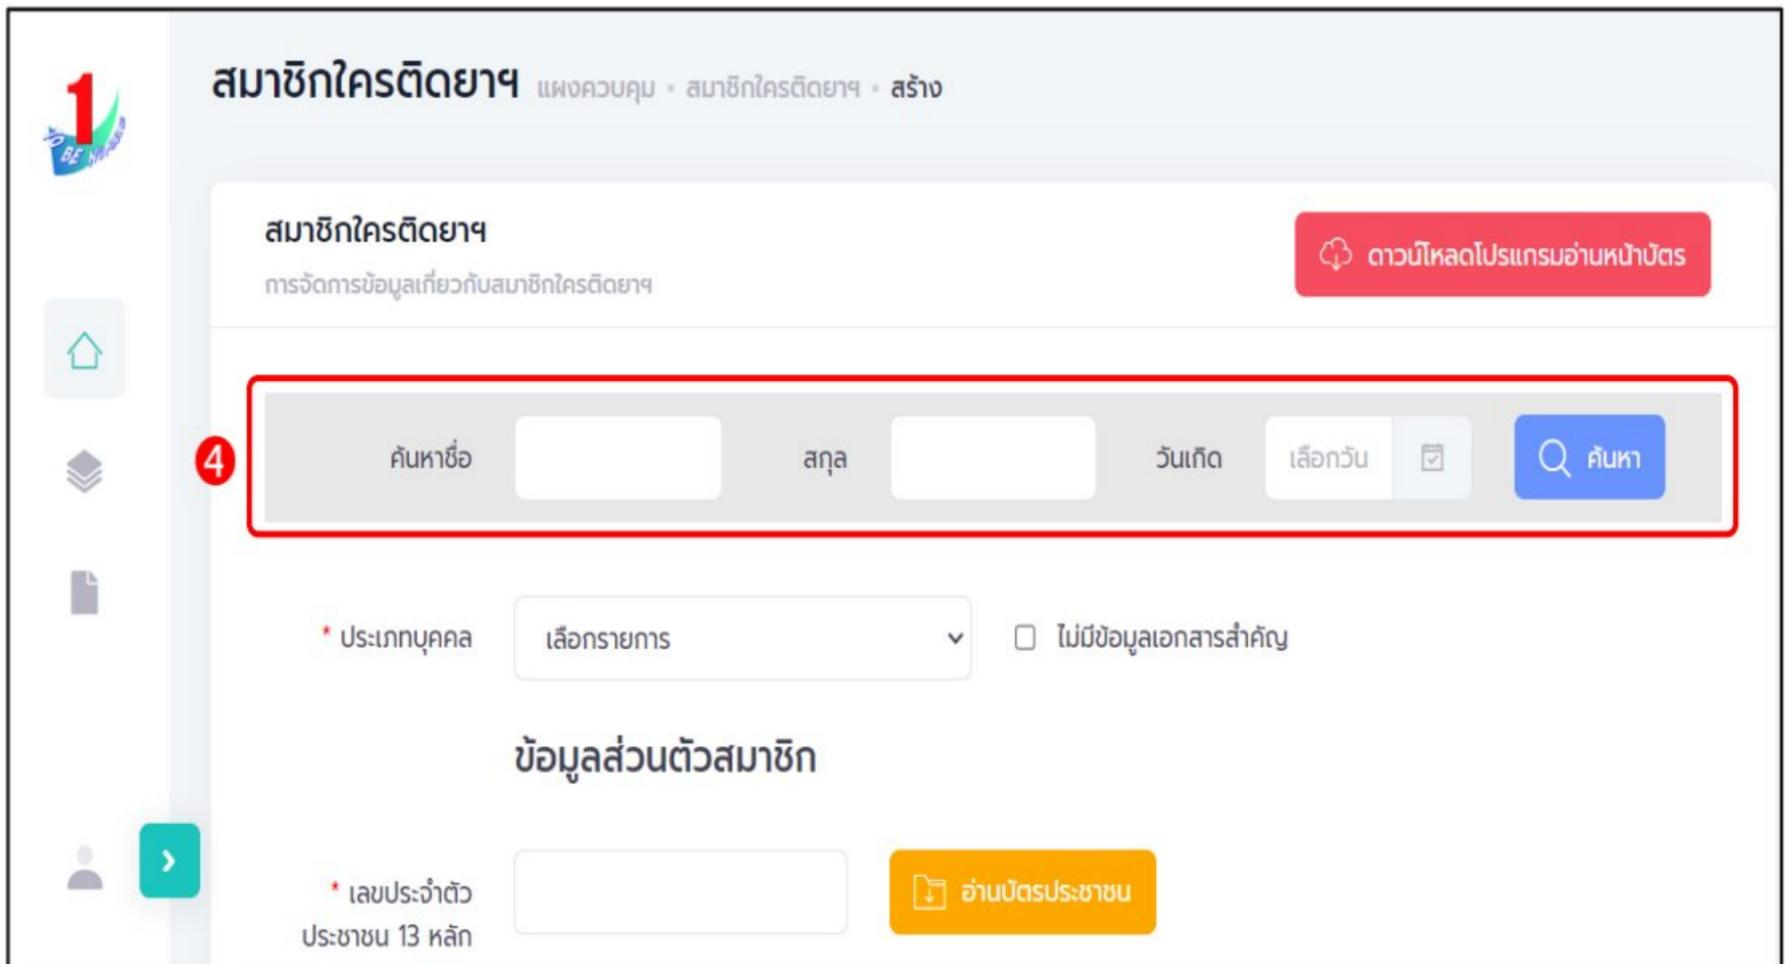 1
สมาชิกใครติดยาฯ แผงควบคุม • สมาชิกใครติดยาฯ • สร้าง
TO BE
สมาชิกใครติดยาฯ
ดาวน์โหลดโปรแกรมอ่านหน้าบัตร
การจัดการข้อมูลเกี่ยวกับสมาชิกใครติดยาฯ
4 ค้นหาชื่อ สกุล วันเกิด เลือกวัน ค้นหา
* ประเภทบุคคล เลือกรายการ ไม่มีข้อมูลเอกสารสำคัญ
ข้อมูลส่วนตัวสมาชิก
* เลขประจำตัว
ประชาชน 13 หลัก
อ่านบัตรประชาชน